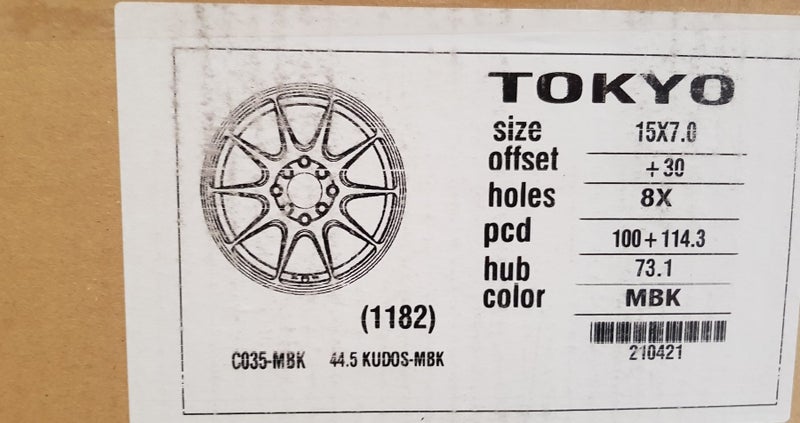 TOKYO
size 15X7.0
offset +30
holes 8X
pcd 100+114.3
hub 73.1
color MBK
(1182)
C035-MBK 44.5 KUDOS-MBK
210421